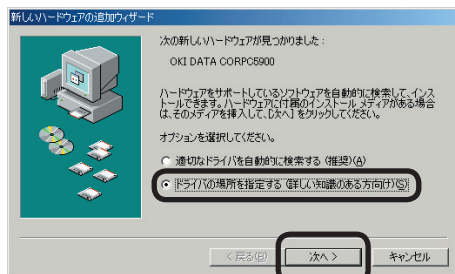 新しいハードウェアの追加ウィザード
次の新しいハードウェアが見つかりました：
OKI DATA CORPC5900
ハードウェアをサポートしているソフトウェアを自動的に検索して、インス
トールできます。ハードウェアに付属のインストール メディアがある場合
は、そのメディアを挿入して、[次へ] をクリックしてください。
オプションを選択してください。
適切なドライバを自動的に検索する (推奨)(A)
ドライバの場所を指定する (詳しい知識のある方向け)(S)
< 戻る(B)
次へ >
キャンセル